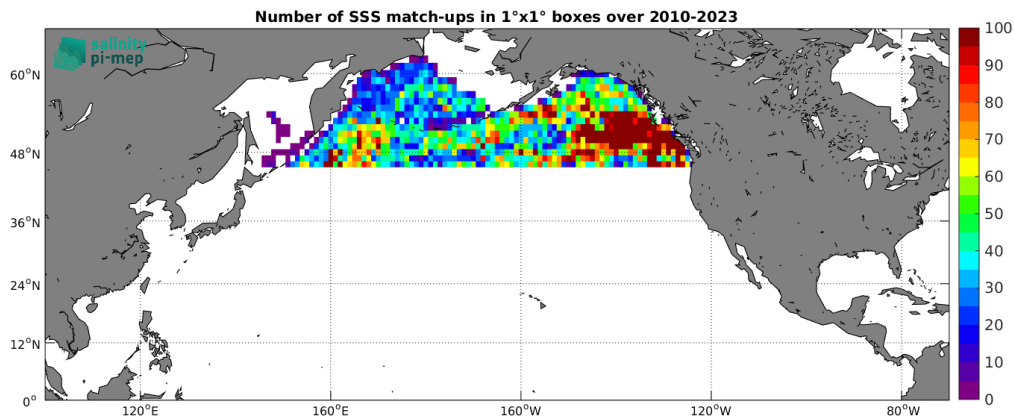 Number of SSS match-ups in 1°x1° boxes over 2010-2023
salinity
pi-mep
60°N
48°N
36°N
24°N
12°N
0°
120°E
160°E
160°W
120°W
80°W
100
90
80
70
60
50
40
30
20
10
0